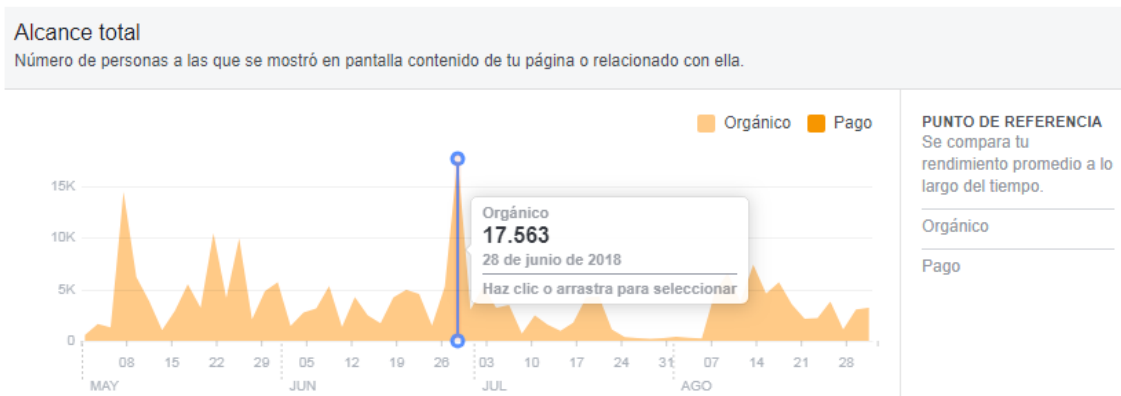 Alcance total
Número de personas a las que se mostró en pantalla contenido de tu página o relacionado con ella.
Orgánico
Pago
PUNTO DE REFERENCIA
Se compara tu
rendimiento promedio a lo
largo del tiempo.
Orgánico
Pago
15K
10K
5K
0
Orgánico
17.563
28 de junio de 2018
Haz clic o arrastra para seleccionar
08 15 22 29 05 12 19 26 03 10 17 24 31 07 14 21 28
MAY JUN JUL AGO